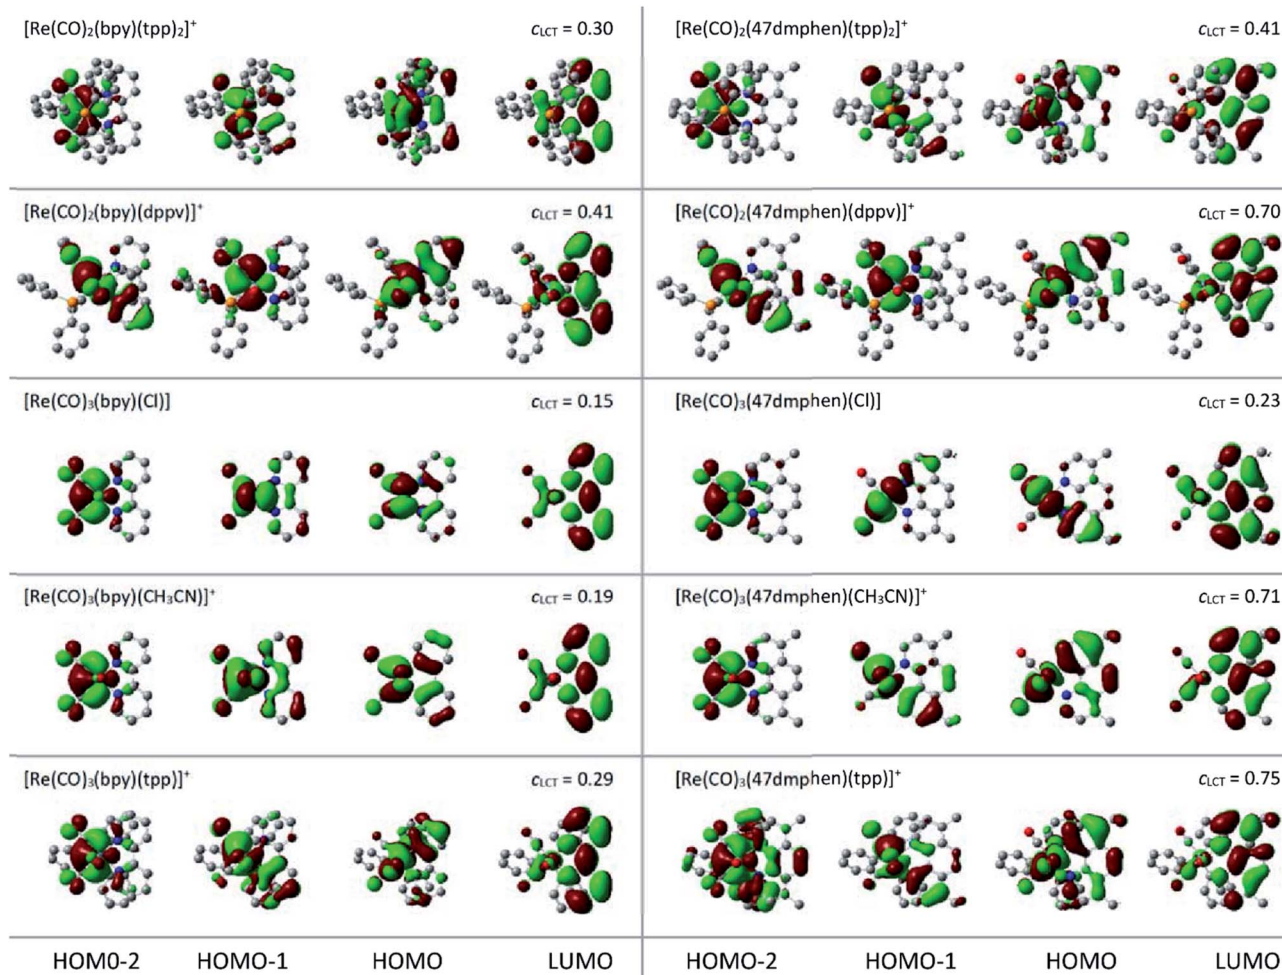 [Re(CO)₂(bpy)(tpp)₂]⁺ cLCT = 0.30 [Re(CO)₂(47dmphen)(tpp)₂]⁺ cLCT = 0.41
[Re(CO)₂(bpy)(dppv)]⁺ cLCT = 0.41 [Re(CO)₂(47dmphen)(dppv)]⁺ cLCT = 0.70
[Re(CO)₃(bpy)(Cl)] cLCT = 0.15 [Re(CO)₃(47dmphen)(Cl)] cLCT = 0.23
[Re(CO)₃(bpy)(CH₃CN)]⁺ cLCT = 0.19 [Re(CO)₃(47dmphen)(CH₃CN)]⁺ cLCT = 0.71
[Re(CO)₃(bpy)(tpp)]⁺ cLCT = 0.29 [Re(CO)₃(47dmphen)(tpp)]⁺ cLCT = 0.75
HOM0-2 HOMO-1 HOMO LUMO HOMO-2 HOMO-1 HOMO LUMO